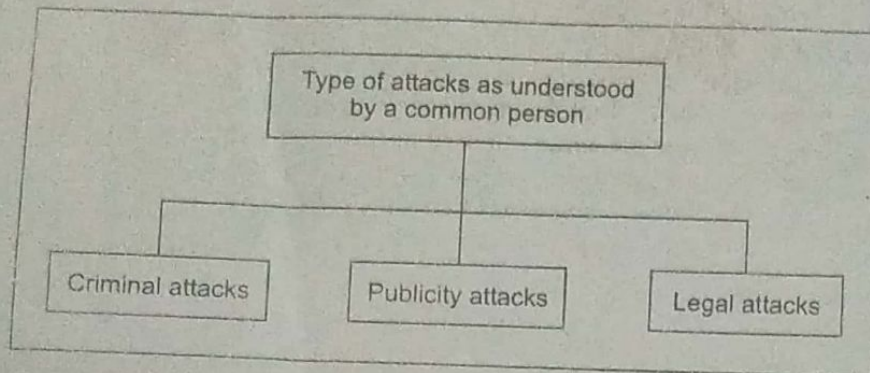 Type of attacks as understood
by a common person
Criminal attacks
Publicity attacks
Legal attacks